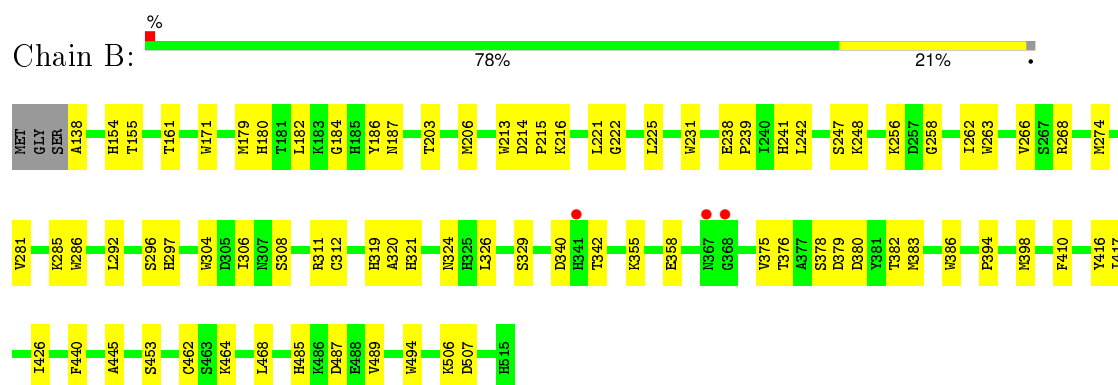 %
Chain B:
78% 21% •
MET GLY SER A138 H154 T155 T161 W171 M179 H180 T181 L182 K183 G184 H185 Y186 N187 T203 M206 W213 D214 P215 K216 L221 G222 L225 W231 E238 P239 I240 H241 L242 S247 K248 K256 D257 G258 I262 W263 V266 S267 R268 M274
V281 K285 W286 L292 S296 H297 W304 D305 I306 N307 S308 R311 C312 H319 A320 H321 N324 H325 L326 S329 D340 H341 T342 K355 E358 N367 G368 V375 T376 A377 S378 D379 D380 Y381 T382 M383 W386 P394 M398 F410 Y416 I417
I426 F440 A445 S453 C462 S463 K464 L468 H485 K486 D487 E488 V489 W494 K506 D507 H515